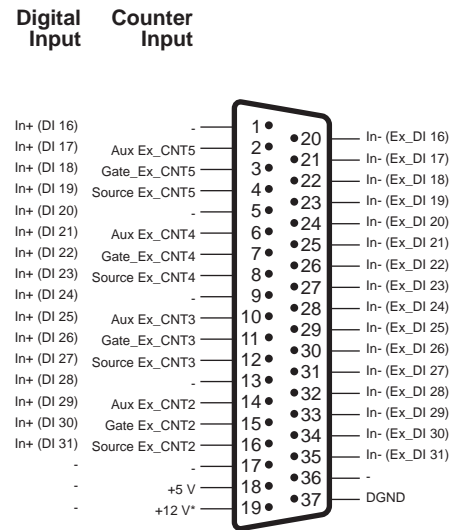 Digital Input
Counter Input
In+ (DI 16) - 1 20 In- (Ex_DI 16)
In+ (DI 17) Aux Ex_CNT5 2 21 In- (Ex_DI 17)
In+ (DI 18) Gate_Ex_CNT5 3 22 In- (Ex_DI 18)
In+ (DI 19) Source Ex_CNT5 4 23 In- (Ex_DI 19)
In+ (DI 20) - 5 24 In- (Ex_DI 20)
In+ (DI 21) Aux Ex_CNT4 6 25 In- (Ex_DI 21)
In+ (DI 22) Gate_Ex_CNT4 7 26 In- (Ex_DI 22)
In+ (DI 23) Source Ex_CNT4 8 27 In- (Ex_DI 23)
In+ (DI 24) - 9 28 In- (Ex_DI 24)
In+ (DI 25) Aux Ex_CNT3 10 29 In- (Ex_DI 25)
In+ (DI 26) Gate_Ex_CNT3 11 30 In- (Ex_DI 26)
In+ (DI 27) Source Ex_CNT3 12 31 In- (Ex_DI 27)
In+ (DI 28) - 13 32 In- (Ex_DI 28)
In+ (DI 29) Aux Ex_CNT2 14 33 In- (Ex_DI 29)
In+ (DI 30) Gate Ex_CNT2 15 34 In- (Ex_DI 30)
In+ (DI 31) Source Ex_CNT2 16 35 In- (Ex_DI 31)
- - 17 36 -
- +5 V 18 37 DGND
- +12 V* 19